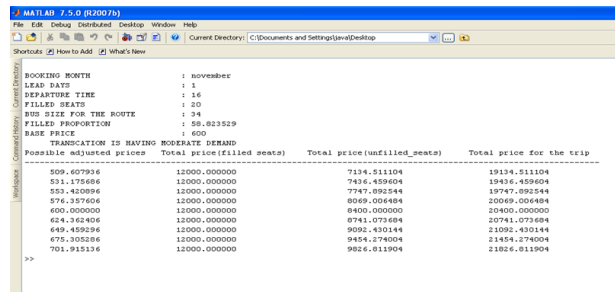 MATLAB 7.5.0 (R2007b)
File Edit Debug Distributed Desktop Window Help
Current Directory: C:\Documents and Settings\java\Desktop
Shortcuts How to Add What's New
Current Directory
Command History
Workspace
BOOKING MONTH : november
LEAD DAYS : 1
DEPARTURE TIME : 16
FILLED SEATS : 20
BUS SIZE FOR THE ROUTE : 34
FILLED PROPORTION : 58.823529
BASE PRICE : 600
TRANSCATION IS HAVING MODERATE DEMAND
Possible adjusted prices Total price(filled seats) Total price(unfilled_seats) Total price for the trip
509.607936 12000.000000 7134.511104 19134.511104
531.175686 12000.000000 7436.459604 19436.459604
553.420896 12000.000000 7747.892544 19747.892544
576.357606 12000.000000 8069.006484 20069.006484
600.000000 12000.000000 8400.000000 20400.000000
624.362406 12000.000000 8741.073684 20741.073684
649.459296 12000.000000 9092.430144 21092.430144
675.305286 12000.000000 9454.274004 21454.274004
701.915136 12000.000000 9826.811904 21826.811904
>>